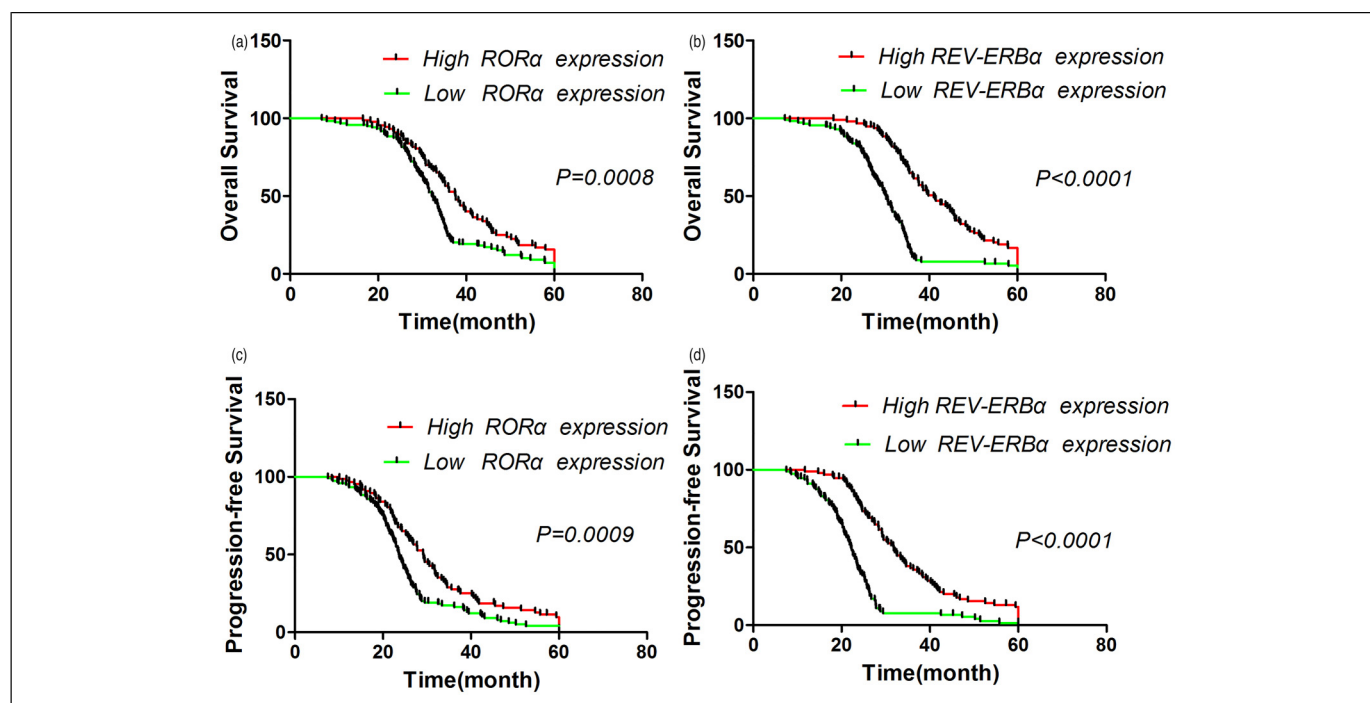 (a)
150
High RORα expression
Low RORα expression
100
P=0.0008
50
0
0 20 40 60 80
Overall Survival
Time(month)
(b)
150
High REV-ERBα expression
Low REV-ERBα expression
100
P<0.0001
50
0
0 20 40 60 80
Overall Survival
Time(month)
(c)
150
High RORα expression
Low RORα expression
100
P=0.0009
50
0
0 20 40 60 80
Progression-free Survival
Time(month)
(d)
150
High REV-ERBα expression
Low REV-ERBα expression
100
P<0.0001
50
0
0 20 40 60 80
Progression-free Survival
Time(month)